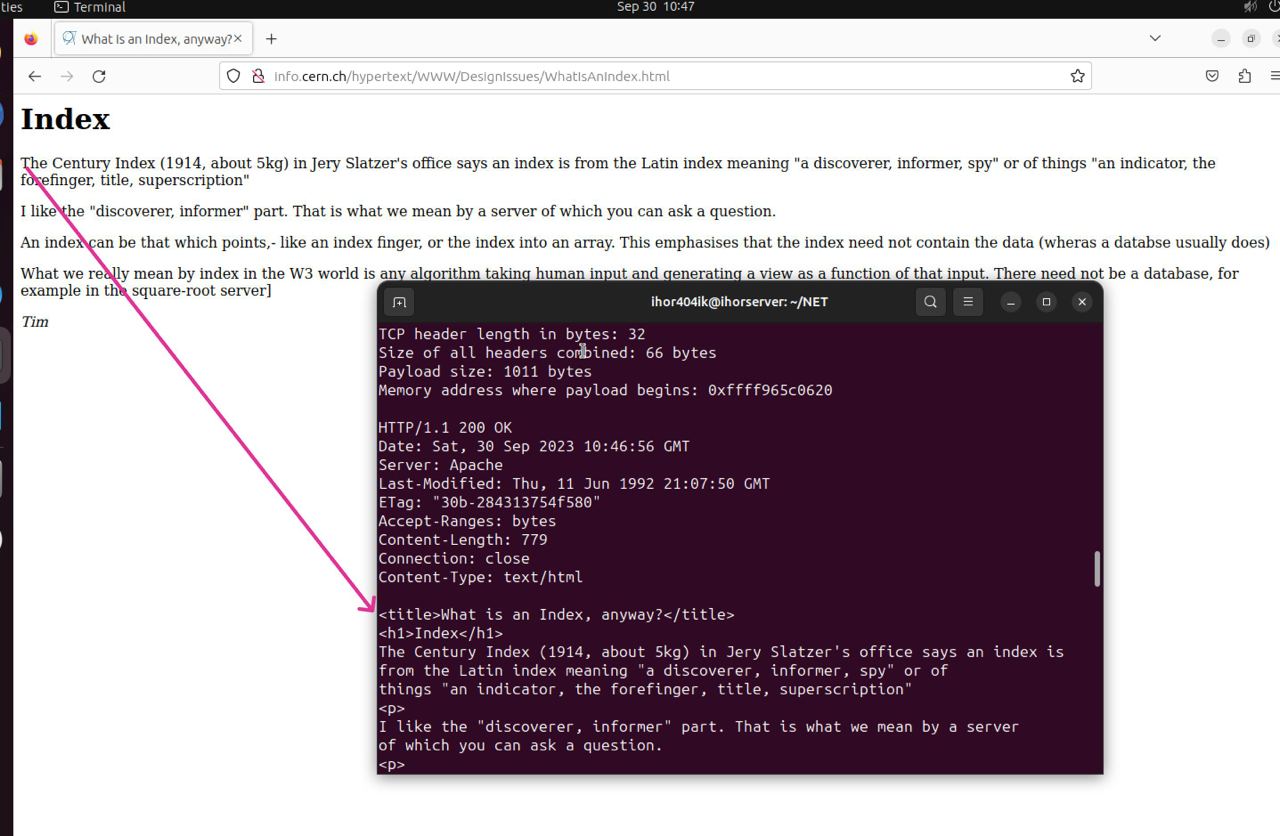 ties
Terminal
Sep 30 10:47
What Is an Index, anyway?
info.cern.ch/hypertext/WWW/DesignIssues/WhatIsAnIndex.html
Index
The Century Index (1914, about 5kg) in Jery Slatzer's office says an index is from the Latin index meaning "a discoverer, informer, spy" or of things "an indicator, the
forefinger, title, superscription"
I like the "discoverer, informer" part. That is what we mean by a server of which you can ask a question.
An index can be that which points,- like an index finger, or the index into an array. This emphasises that the index need not contain the data (wheras a databse usually does)
What we really mean by index in the W3 world is any algorithm taking human input and generating a view as a function of that input. There need not be a database, for
example in the square-root server]
Tim
ihor404ik@ihorserver: ~/NET
TCP header length in bytes: 32
Size of all headers combined: 66 bytes
Payload size: 1011 bytes
Memory address where payload begins: 0xffff965c0620
HTTP/1.1 200 OK
Date: Sat, 30 Sep 2023 10:46:56 GMT
Server: Apache
Last-Modified: Thu, 11 Jun 1992 21:07:50 GMT
ETag: "30b-284313754f580"
Accept-Ranges: bytes
Content-Length: 779
Connection: close
Content-Type: text/html
<title>What is an Index, anyway?</title>
<h1>Index</h1>
The Century Index (1914, about 5kg) in Jery Slatzer's office says an index is
from the Latin index meaning "a discoverer, informer, spy" or of
things "an indicator, the forefinger, title, superscription"
<p>
I like the "discoverer, informer" part. That is what we mean by a server
of which you can ask a question.
<p>